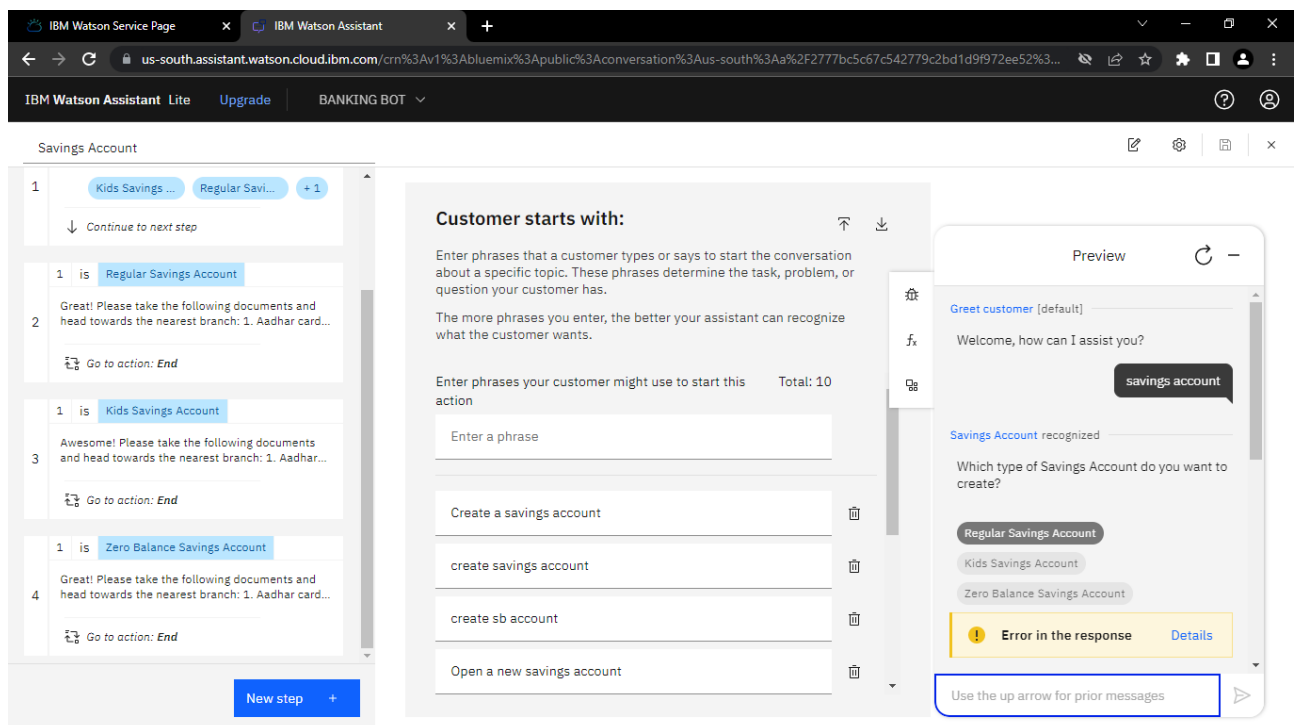 IBM Watson Service Page
IBM Watson Assistant
us-south.assistant.watson.cloud.ibm.com/crn%3Av1%3Abluemix%3Apublic%3Aconversation%3Aus-south%3Aa%2F2777bc5c67c542779c2bd1d9f972ee52%3...
IBM Watson Assistant Lite Upgrade BANKING BOT
Savings Account
1 Kids Savings ... Regular Savi... + 1
Continue to next step
1 is Regular Savings Account
Great! Please take the following documents and
2 head towards the nearest branch: 1. Aadhar card...
Go to action: End
1 is Kids Savings Account
Awesome! Please take the following documents
3 and head towards the nearest branch: 1. Aadhar...
Go to action: End
1 is Zero Balance Savings Account
Great! Please take the following documents and
4 head towards the nearest branch: 1. Aadhar card...
Go to action: End
New step +
Customer starts with:
Enter phrases that a customer types or says to start the conversation
about a specific topic. These phrases determine the task, problem, or
question your customer has.
The more phrases you enter, the better your assistant can recognize
what the customer wants.
Enter phrases your customer might use to start this Total: 10
action
Enter a phrase
Create a savings account
create savings account
create sb account
Open a new savings account
Preview
Greet customer [default]
Welcome, how can I assist you?
savings account
Savings Account recognized
Which type of Savings Account do you want to
create?
Regular Savings Account
Kids Savings Account
Zero Balance Savings Account
Error in the response Details
Use the up arrow for prior messages